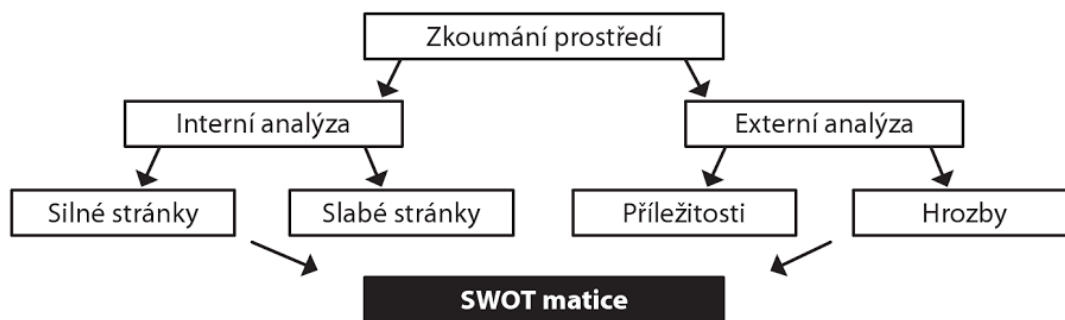 Zkoumání prostředí
Interní analýza
Externí analýza
Silné stránky
Slabé stránky
Příležitosti
Hrozby
SWOT matice